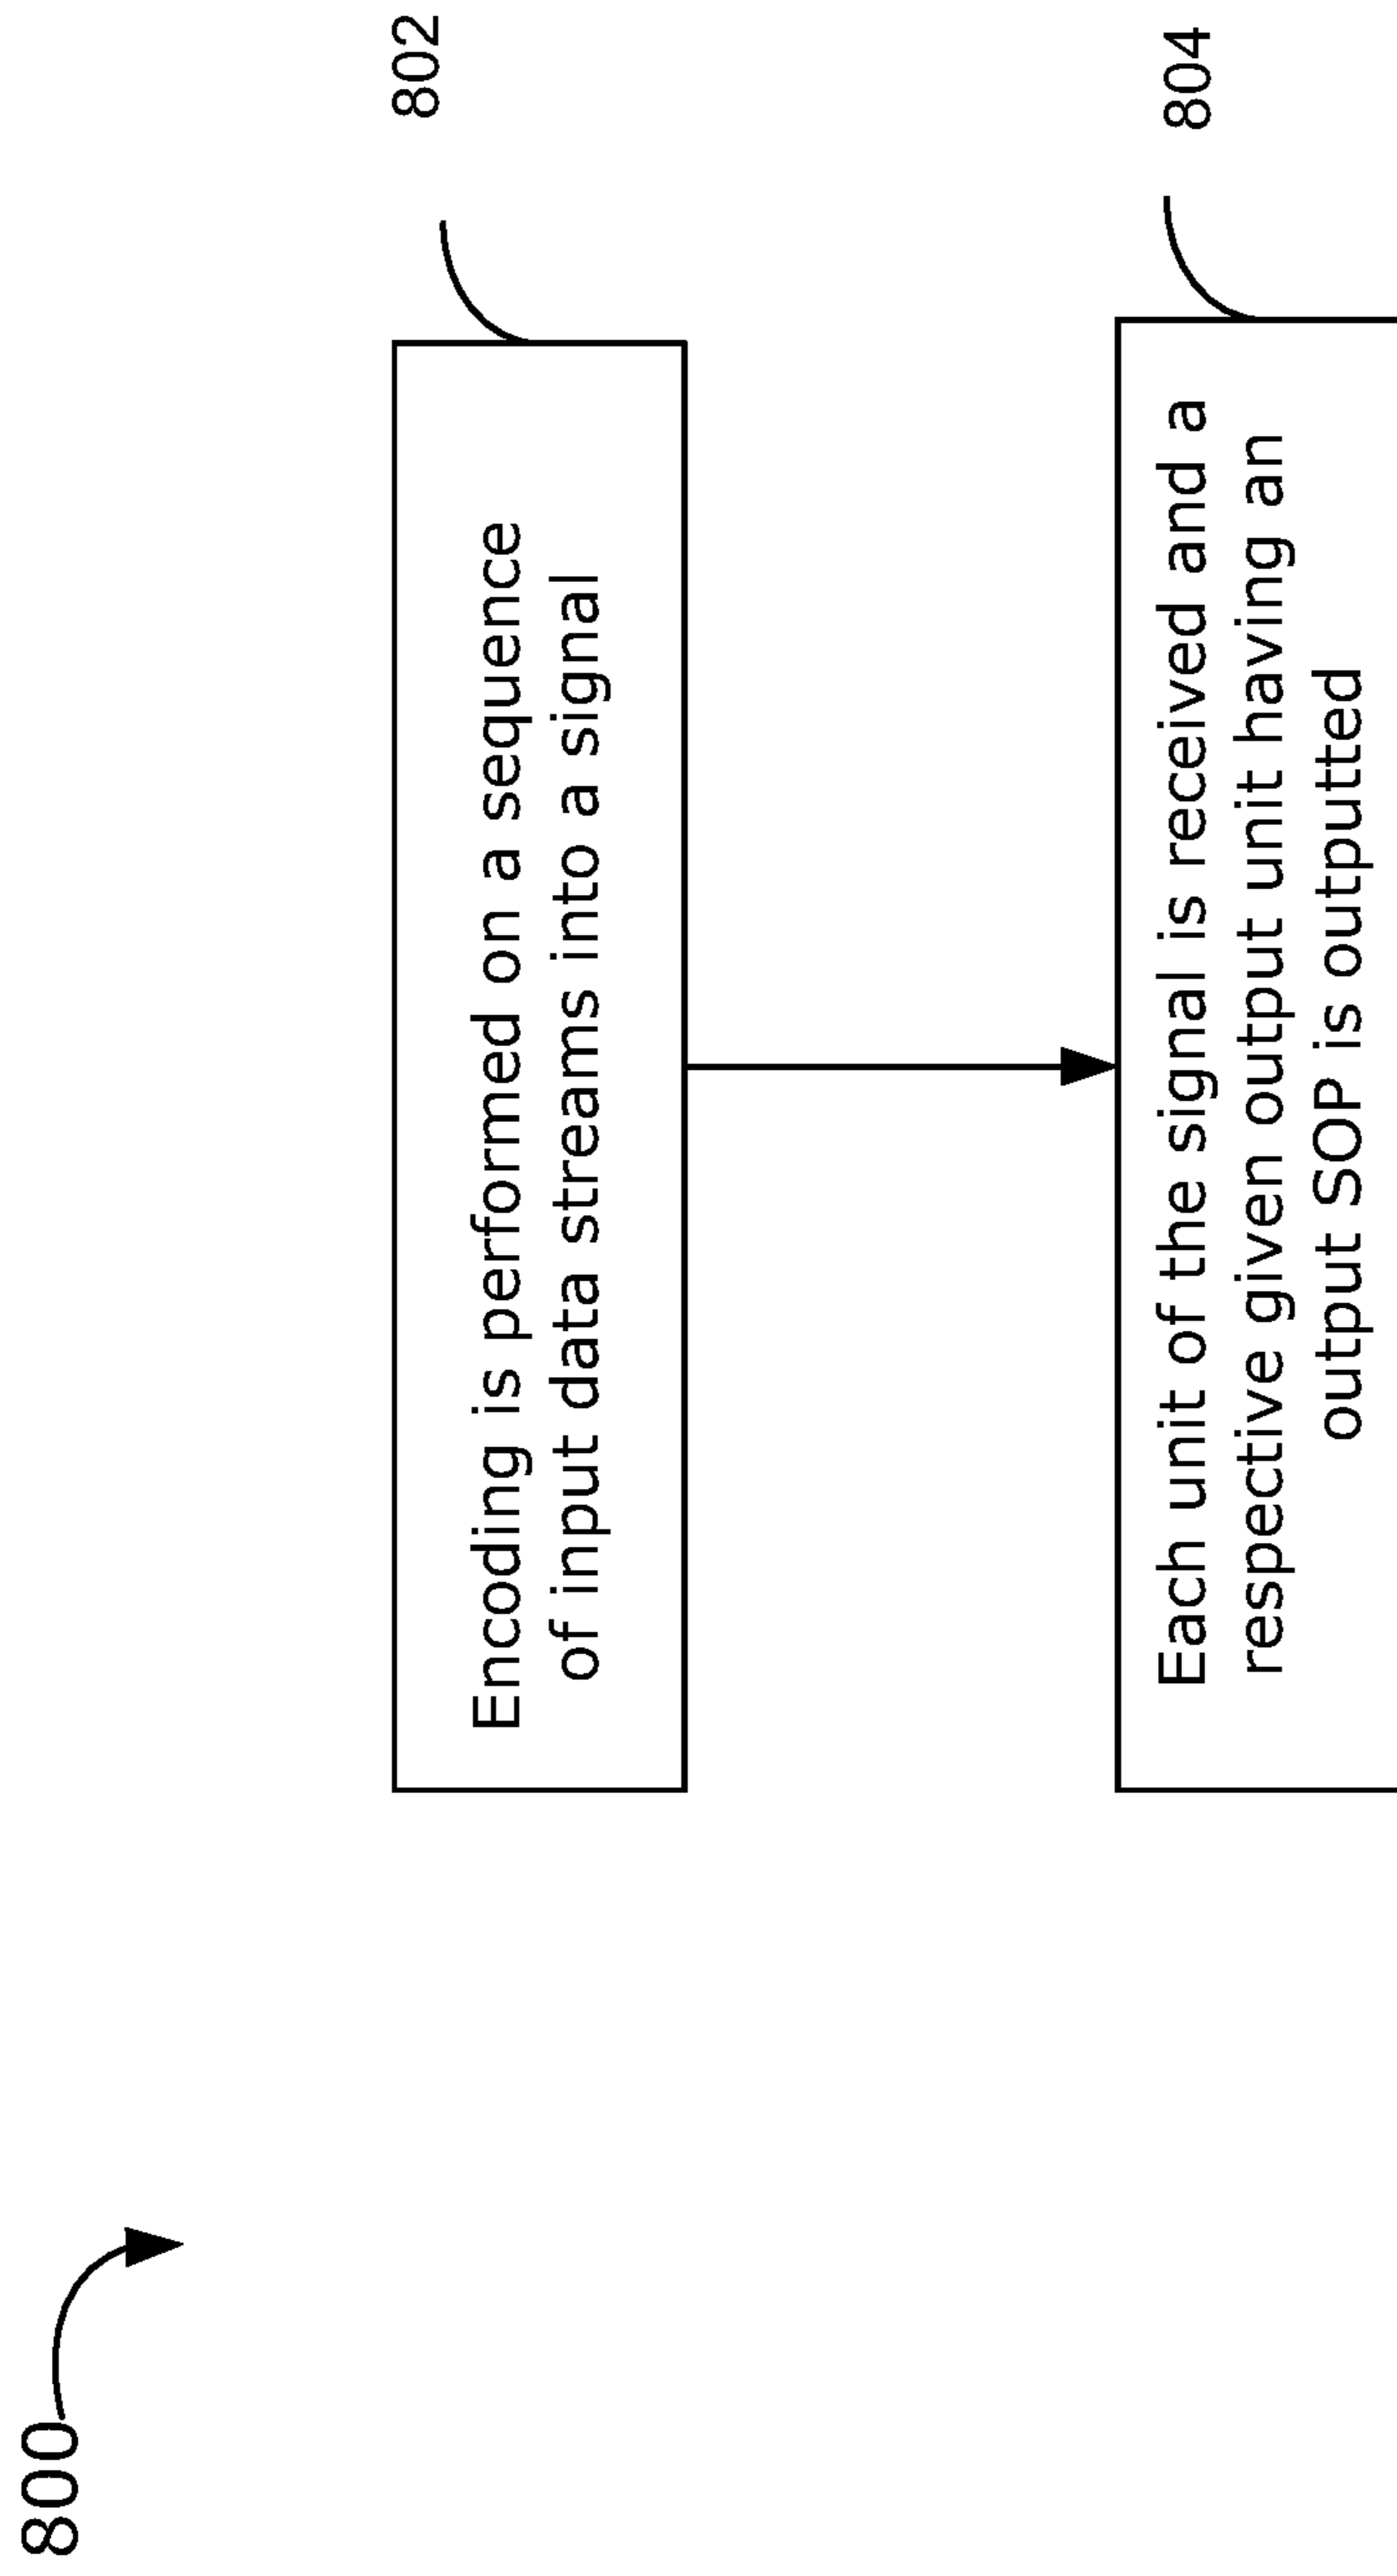 800
802
Encoding is performed on a sequence
of input data streams into a signal
804
Each unit of the signal is received and a
respective given output unit having an
output SOP is outputted